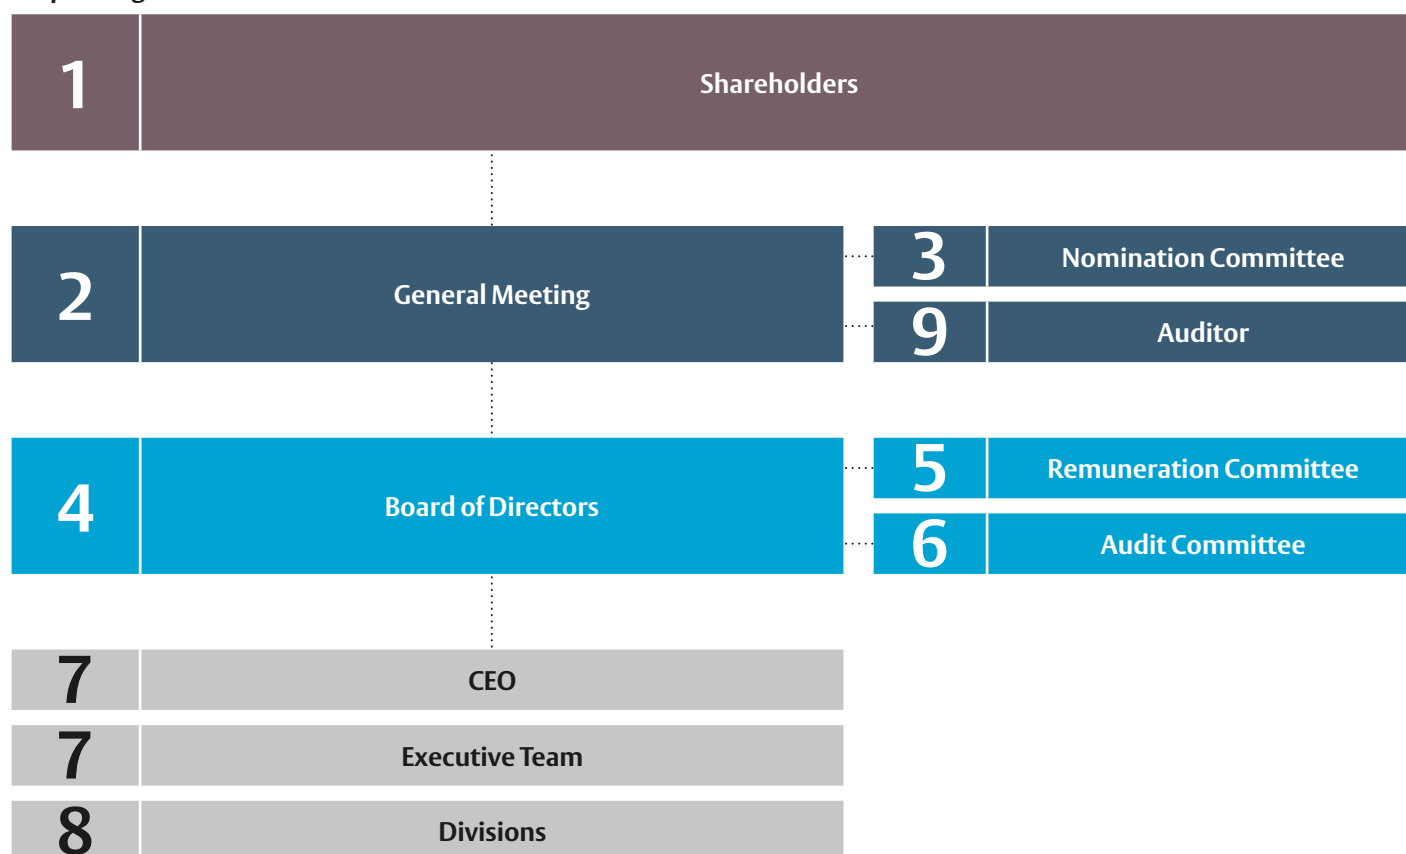 1
Shareholders
2
General Meeting
3
Nomination Committee
9
Auditor
4
Board of Directors
5
Remuneration Committee
6
Audit Committee
7
CEO
7
Executive Team
8
Divisions